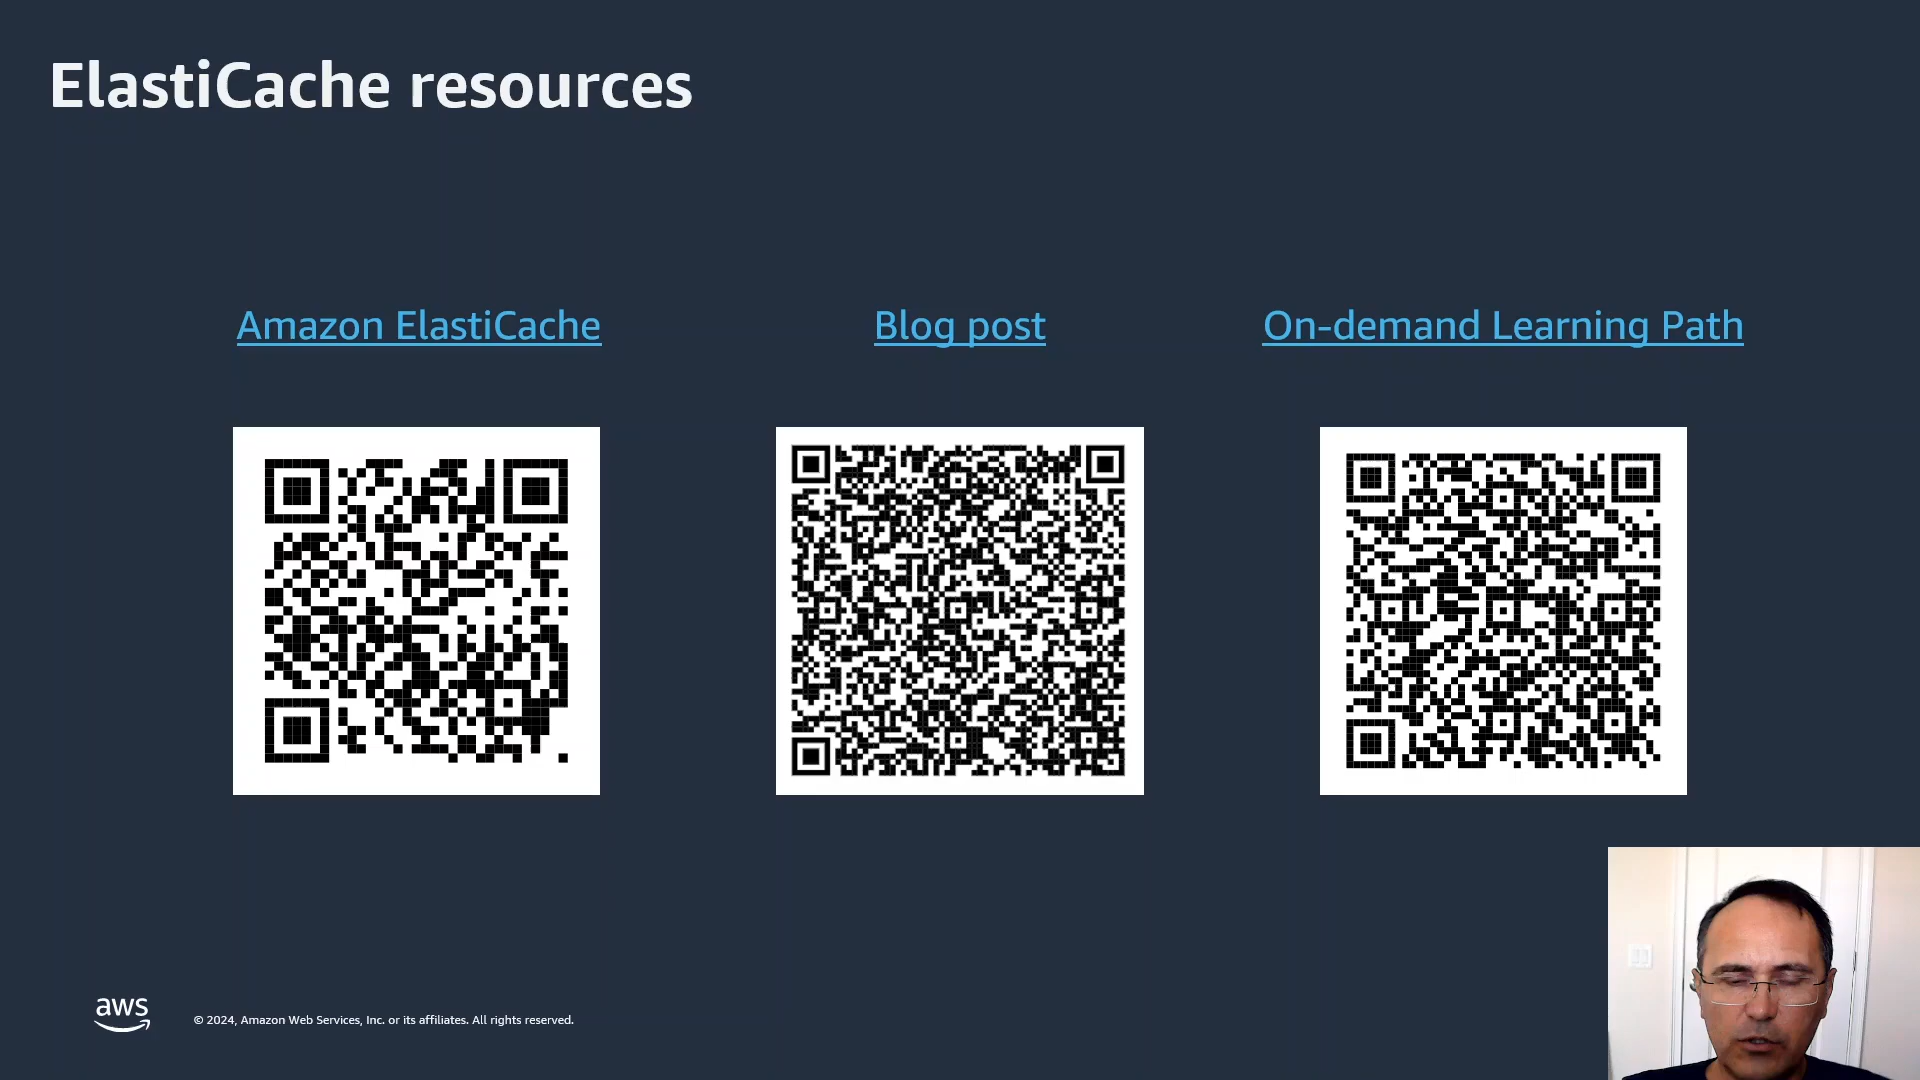 ElastiCache resources
Amazon ElastiCache
Blog post
On-demand Learning Path
aws
© 2024, Amazon Web Services, Inc. or its affiliates. All rights reserved.